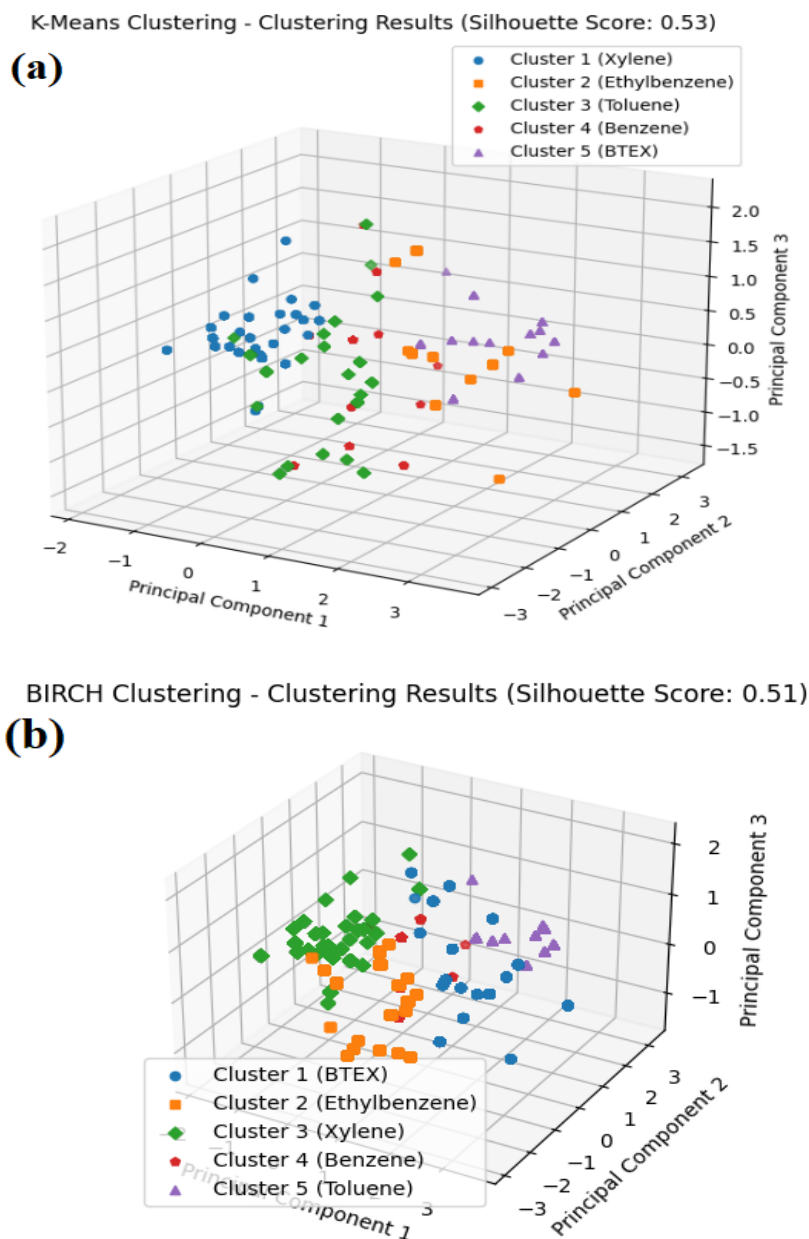 K-Means Clustering - Clustering Results (Silhouette Score: 0.53)
(a)
Cluster 1 (Xylene)
Cluster 2 (Ethylbenzene)
Cluster 3 (Toluene)
Cluster 4 (Benzene)
Cluster 5 (BTEX)
2.0
1.5
1.0
0.5
0.0
−0.5
−1.0
−1.5
Principal Component 3
−2
−1
0
1
2
3
Principal Component 1
−3
−2
−1
0
1
2
3
Principal Component 2
BIRCH Clustering - Clustering Results (Silhouette Score: 0.51)
(b)
2
1
0
−1
Principal Component 3
Cluster 1 (BTEX)
Cluster 2 (Ethylbenzene)
Cluster 3 (Xylene)
Cluster 4 (Benzene)
Cluster 5 (Toluene)
−2
−1
0
1
2
3
Principal Component 1
−3
−2
−1
0
1
2
3
Principal Component 2